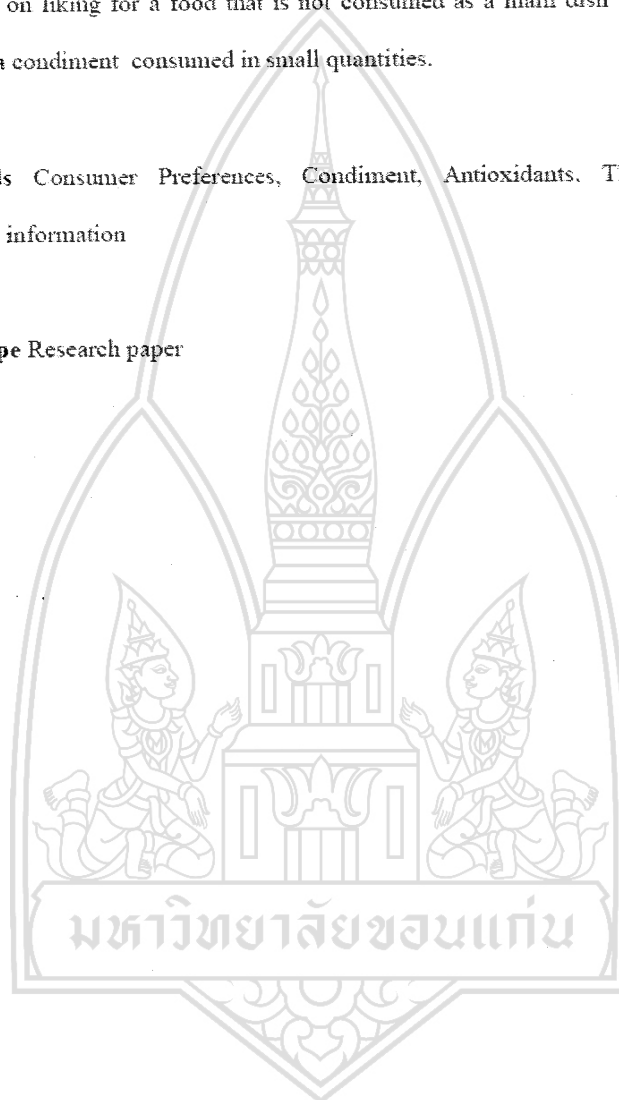 on liking for a food that is not consumed as a main dish
condiment consumed in small quantities.
ls Consumer Preferences, Condiment, Antioxidants. T
information
pe Research paper
มหาวิทยาลัยขอนแก่น